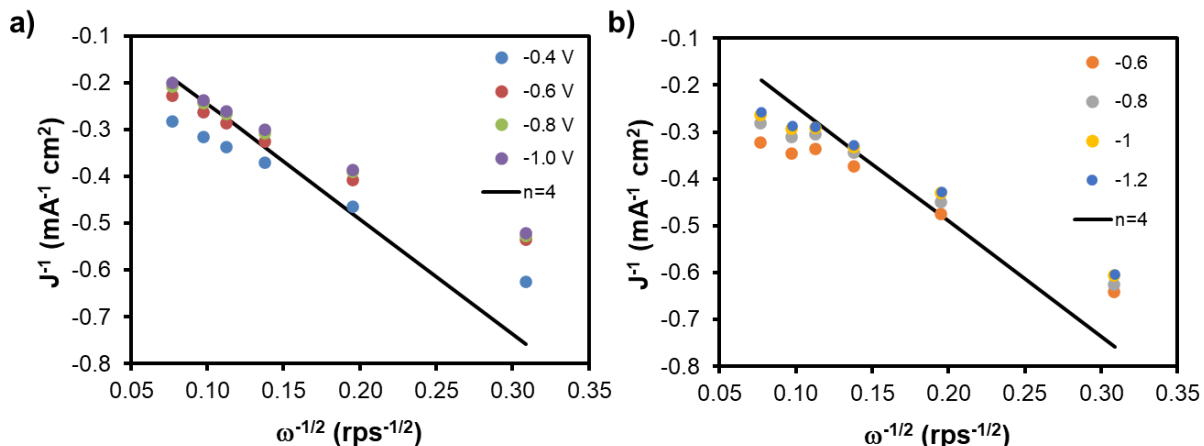 a)
-0.1
-0.2
-0.3
-0.4
-0.5
-0.6
-0.7
-0.8
J⁻¹ (mA⁻¹ cm²)
0.05 0.10 0.15 0.20 0.25 0.30 0.35
ω⁻¹/² (rps⁻¹/²)
-0.4 V
-0.6 V
-0.8 V
-1.0 V
n=4
b)
-0.1
-0.2
-0.3
-0.4
-0.5
-0.6
-0.7
-0.8
J⁻¹ (mA⁻¹ cm²)
0.05 0.10 0.15 0.20 0.25 0.30 0.35
ω⁻¹/² (rps⁻¹/²)
-0.6
-0.8
-1
-1.2
n=4